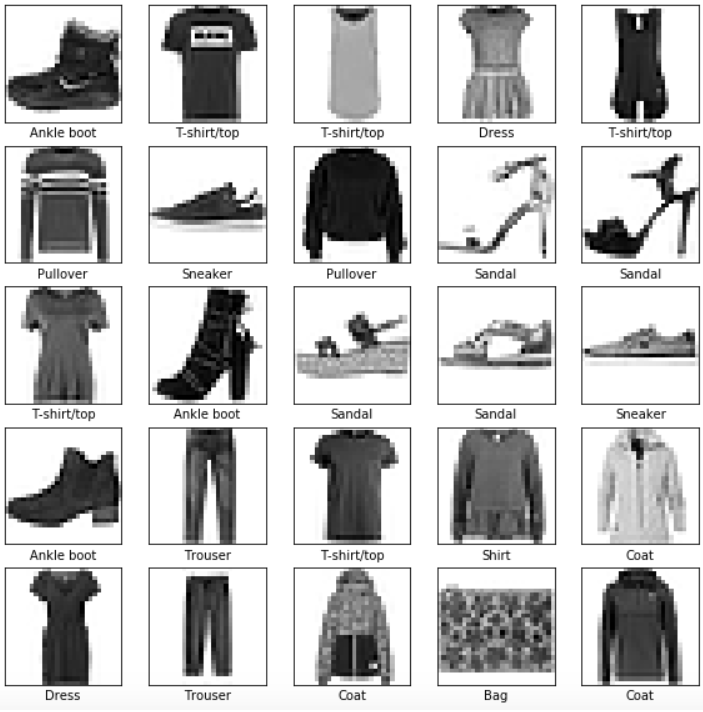 Ankle boot T-shirt/top T-shirt/top Dress T-shirt/top
Pullover Sneaker Pullover Sandal Sandal
T-shirt/top Ankle boot Sandal Sandal Sneaker
Ankle boot Trouser T-shirt/top Shirt Coat
Dress Trouser Coat Bag Coat